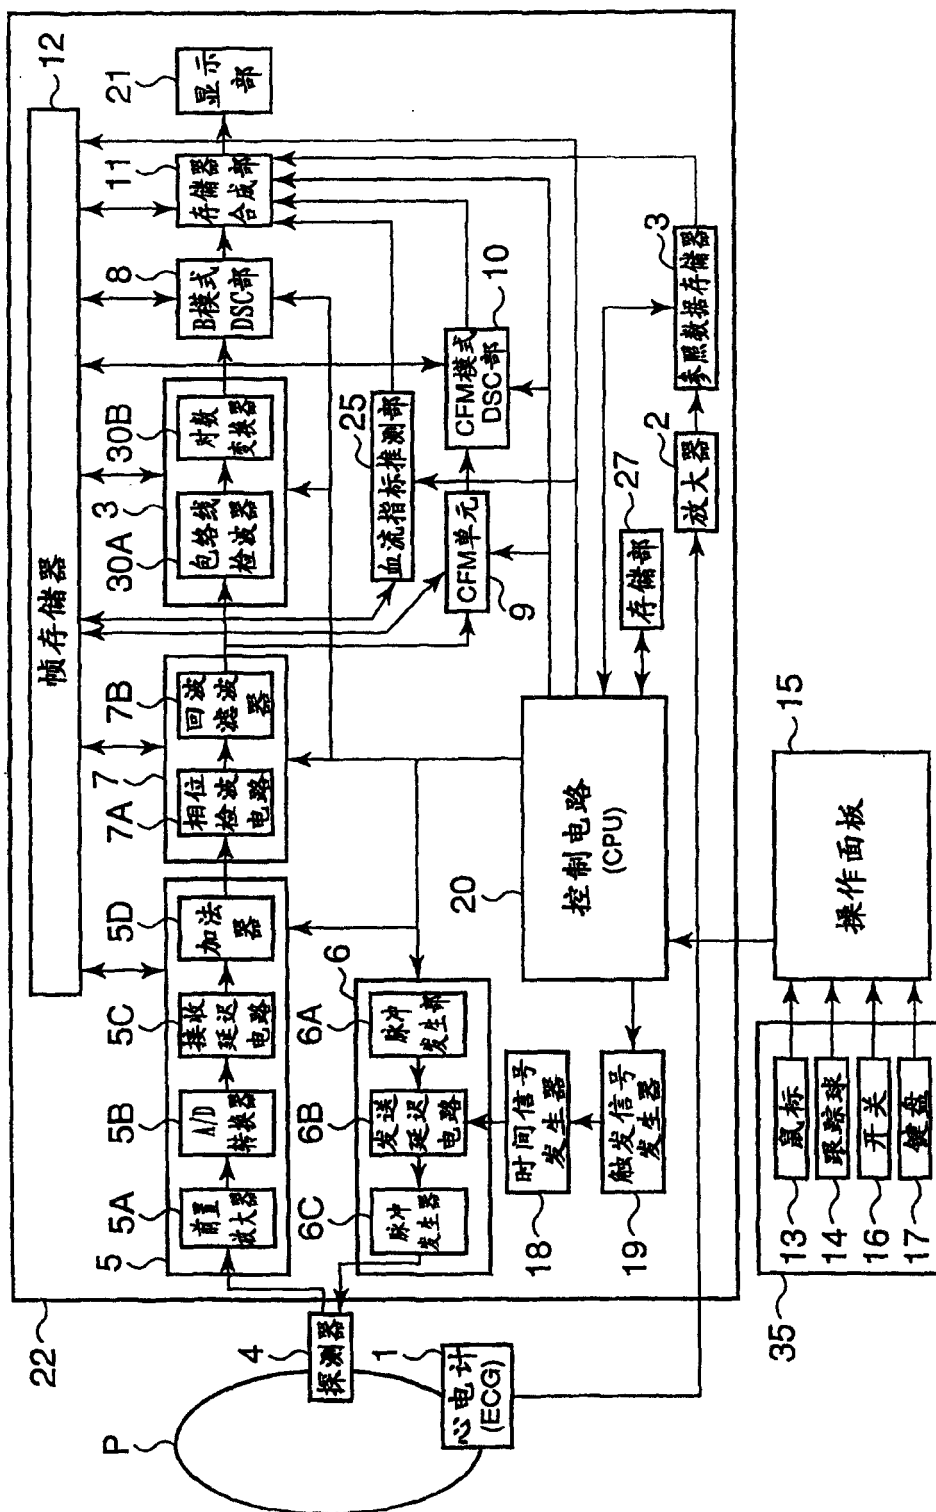 22
帧存储器
12
5
5A
前置
放大器
5B
A/D
转换器
5C
接收
延迟
电路
5D
加法
器
7
7A
相位
检波
电路
7B
回波
滤波
器
3
30A
包络线
检波器
30B
对数
变换器
8
B模式
DSC部
11
存储器
合成部
21
显示
部
6
6A
脉冲
发生部
6B
发送
延迟
电路
6C
脉冲
发生器
25
血流指标推测部
9
CFM单元
10
CFM模式
DSC部
18
时间信号
发生器
19
触发信号
发生器
20
控制电路
(CPU)
27
存储部
2
放大器
3
参照数据存储器
P
4
探测器
1
心电计
(ECG)
35
13
鼠标
14
跟踪球
16
开关
17
键盘
15
操作面板